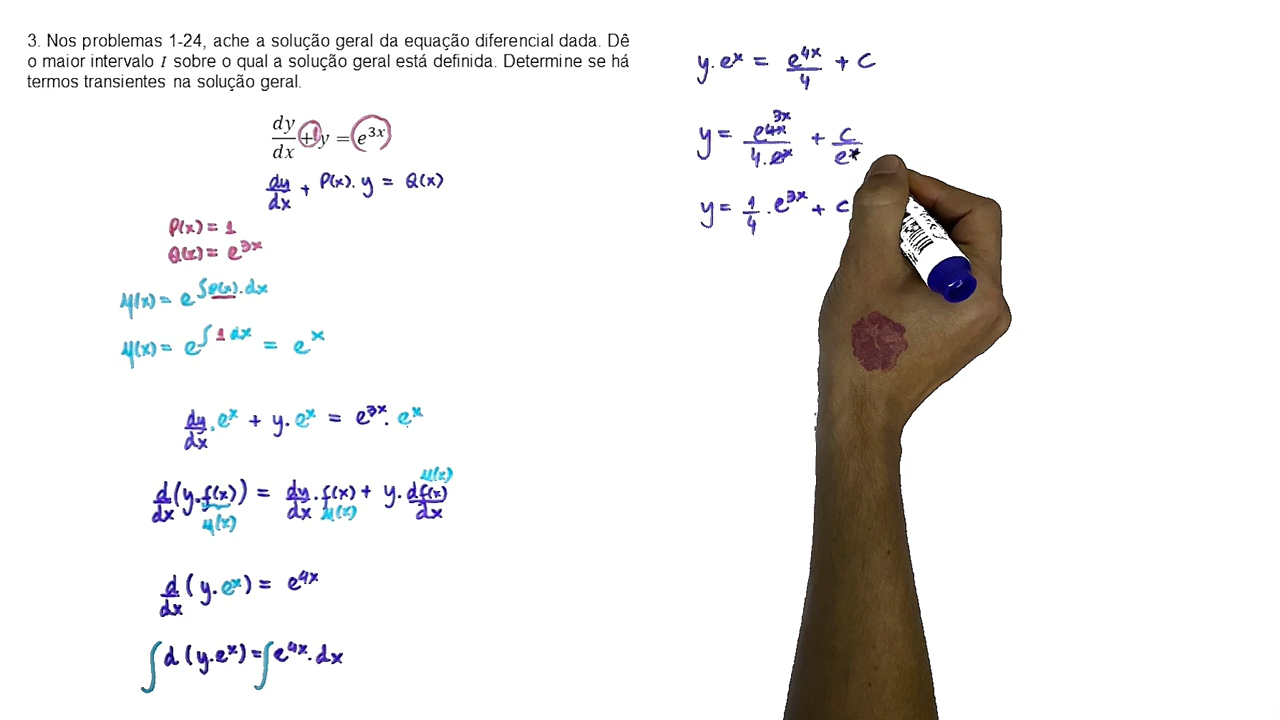 3. Nos problemas 1-24, ache a solução geral da equação diferencial dada. Dê
o maior intervalo I sobre o qual a solução geral está definida. Determine se há
termos transientes na solução geral.
dy/dx + 1y = e^{3x}
dy/dx + P(x). y = Q(x)
P(x) = 1
Q(x) = e^{3x}
μ(x) = e^{∫P(x).dx}
μ(x) = e^{∫1 dx} = e^x
dy/dx . e^x + y. e^x = e^{3x}. e^x
d/dx (y. f(x)) = dy/dx . f(x) + y. df(x)/dx
μ(x) μ(x) μ(x)
d/dx (y. e^x) = e^{4x}
∫ d (y.e^x) = ∫ e^{4x}. dx
y. e^x = e^{4x}/4 + C
y = e^{4x}/4.e^x + C/e^x
3x
y = 1/4 . e^{3x} + C